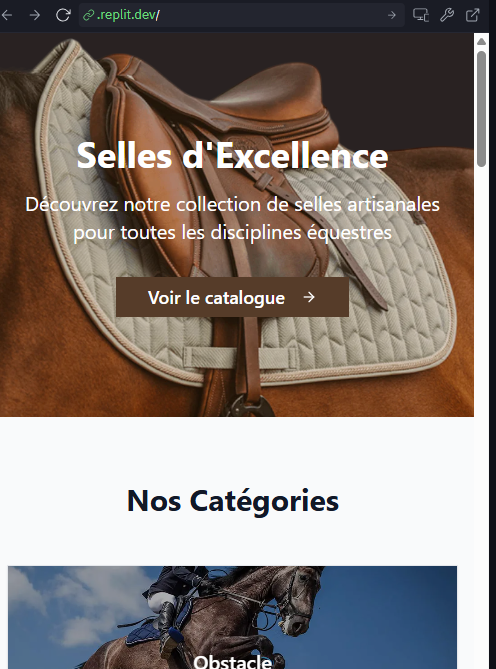 .replit.dev/
Selles d'Excellence
Découvrez notre collection de selles artisanales
pour toutes les disciplines équestres
Voir le catalogue →
Nos Catégories
Obstacle